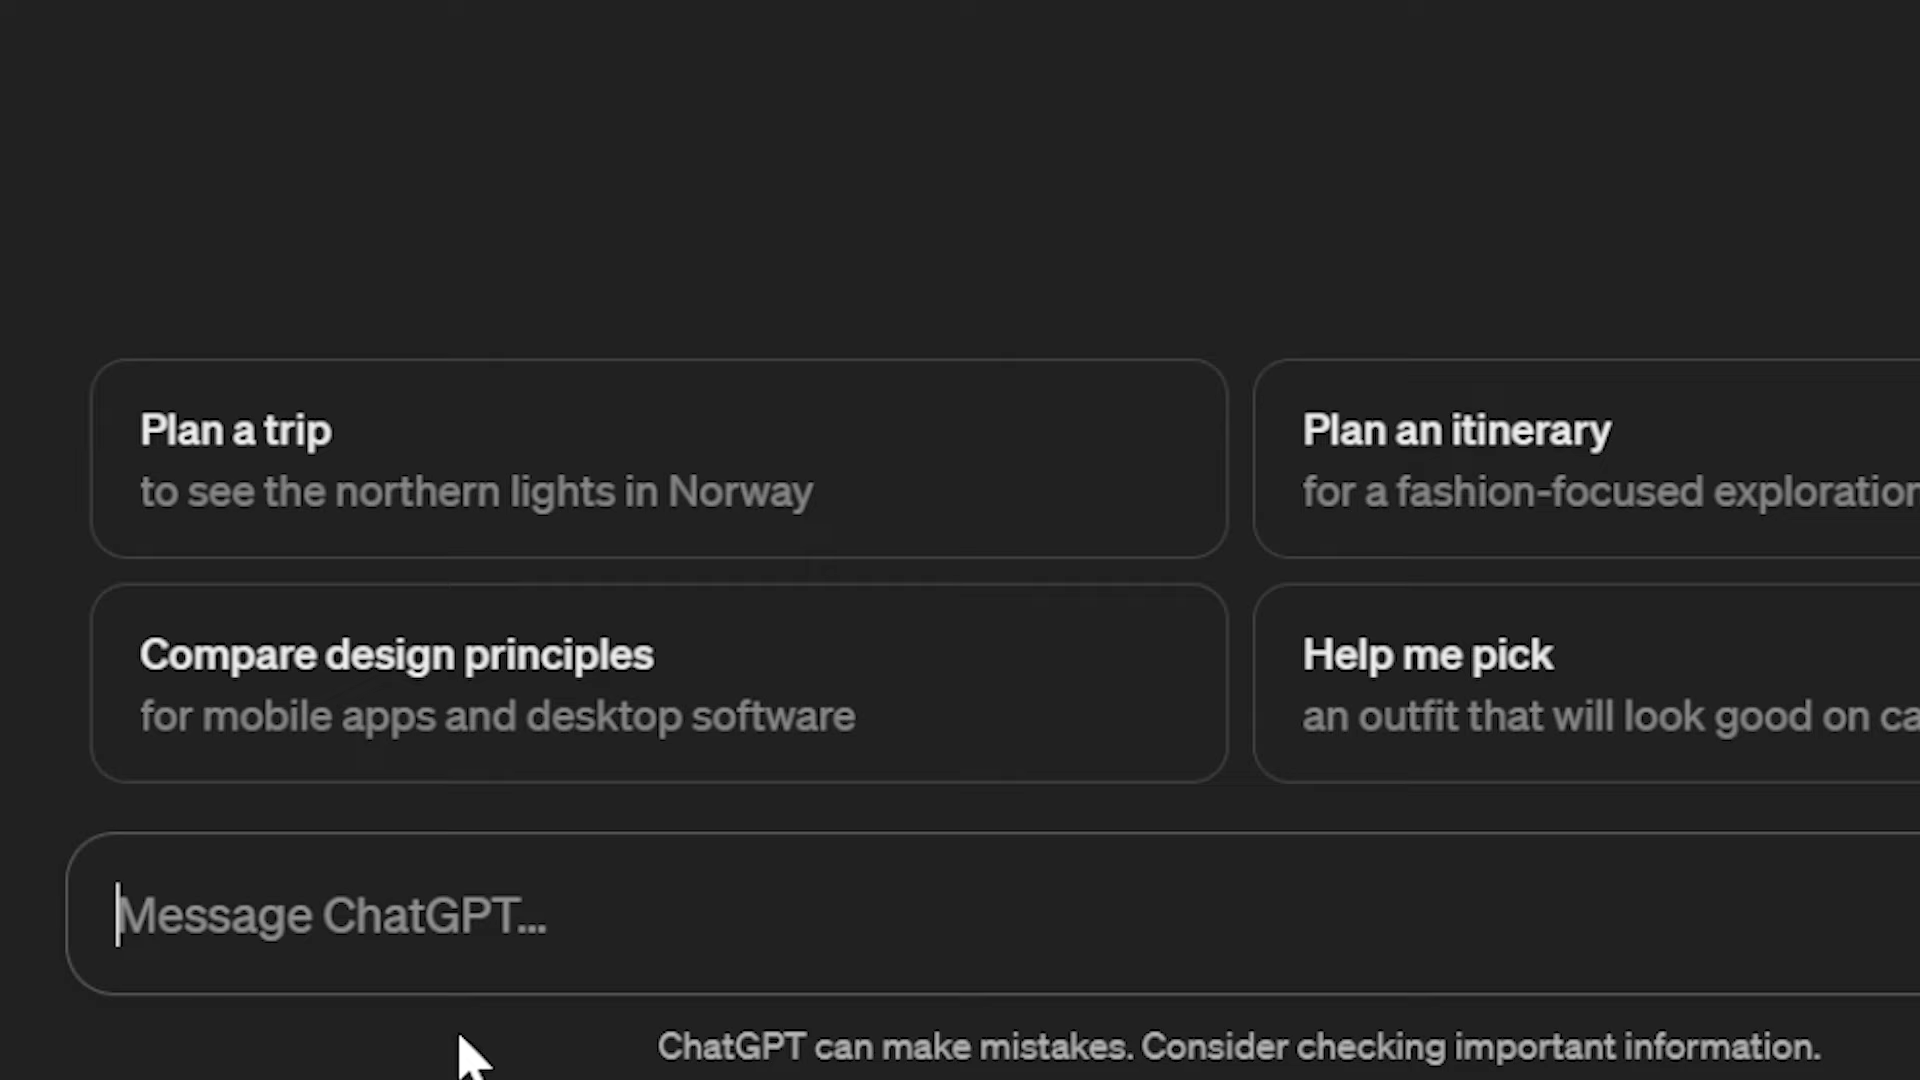 Plan a trip
to see the northern lights in Norway
Plan an itinerary
for a fashion-focused exploration
Compare design principles
for mobile apps and desktop software
Help me pick
an outfit that will look good on
Message ChatGPT...
ChatGPT can make mistakes. Consider checking important information.